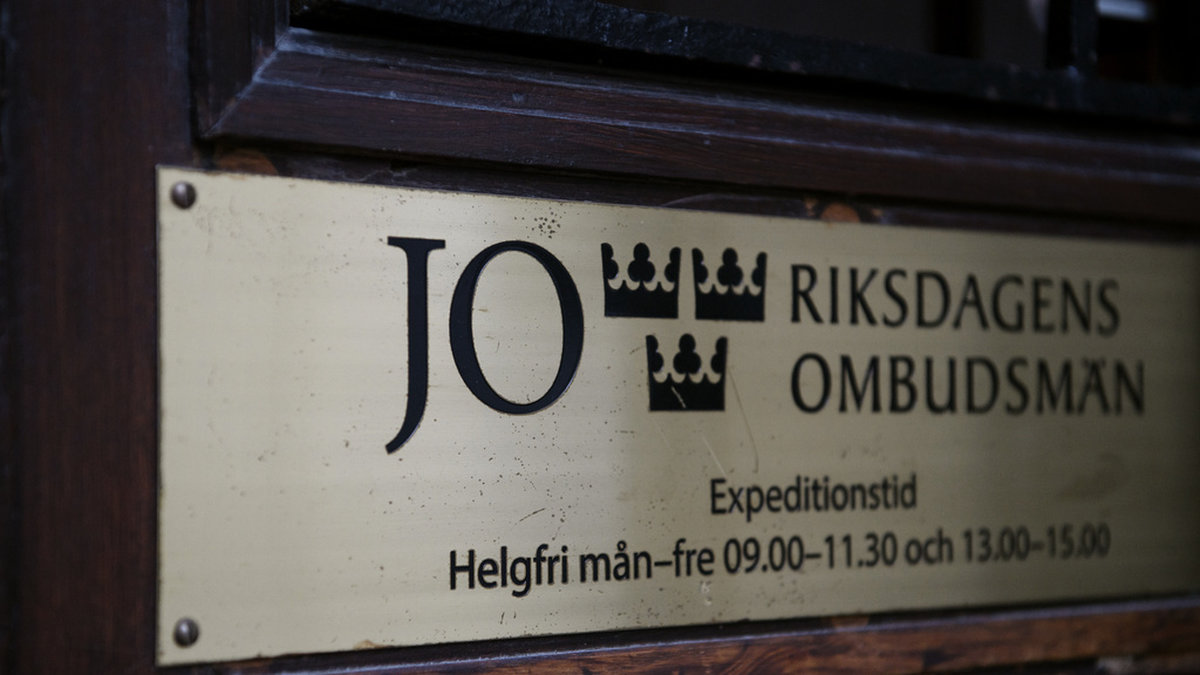 JO
RIKSDAGENS
OMBUDSMÄN
Expeditionstid
Helgfri mån–fre 09.00–11.30 och 13.00–15.00